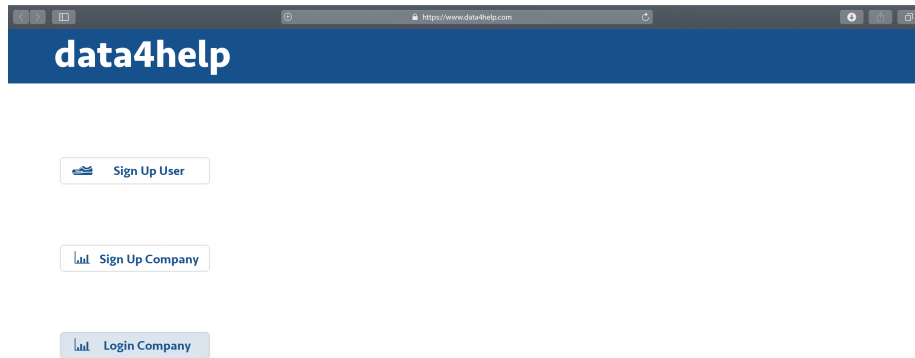 https://www.data4help.com
data4help
Sign Up User
Sign Up Company
Login Company